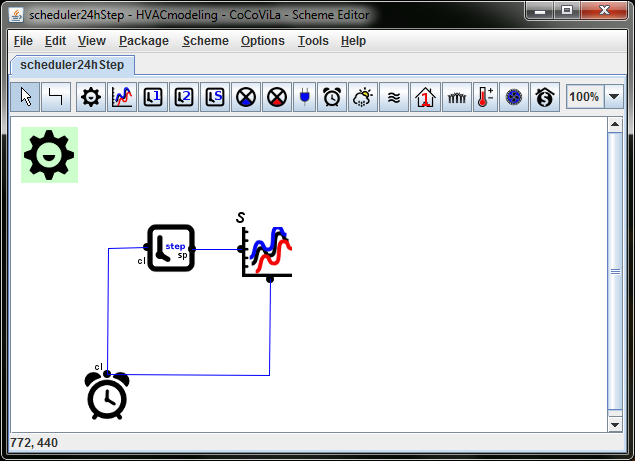 scheduler24hStep - HVACmodeling - CoCoViLa - Scheme Editor
File Edit View Package Scheme Options Tools Help
scheduler24hStep
1 2 S 1 $ 100%
S
step
sp
cl
cl
772, 440